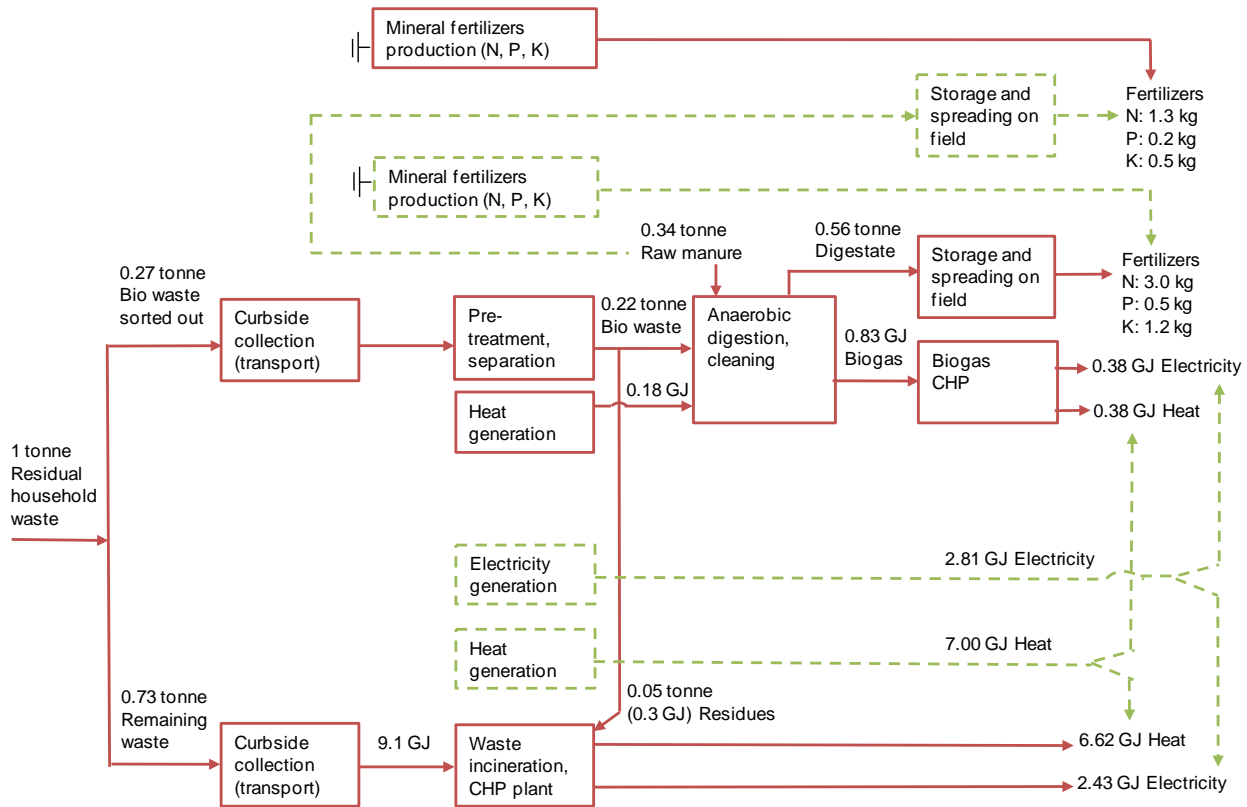 Mineral fertilizers
production (N, P, K)
Storage and
spreading on
field
Fertilizers
N: 1.3 kg
P: 0.2 kg
K: 0.5 kg
Mineral fertilizers
production (N, P, K)
0.34 tonne
Raw manure
0.56 tonne
Digestate
Storage and
spreading on
field
Fertilizers
N: 3.0 kg
P: 0.5 kg
K: 1.2 kg
0.27 tonne
Bio waste
sorted out
Curbside
collection
(transport)
Pre-
treatment,
separation
0.22 tonne
Bio waste
Anaerobic
digestion,
cleaning
0.83 GJ
Biogas
Biogas
CHP
0.38 GJ Electricity
0.38 GJ Heat
Heat
generation
0.18 GJ
1 tonne
Residual
household
waste
Electricity
generation
2.81 GJ Electricity
Heat
generation
7.00 GJ Heat
0.73 tonne
Remaining
waste
Curbside
collection
(transport)
9.1 GJ
Waste
incineration,
CHP plant
0.05 tonne
(0.3 GJ) Residues
6.62 GJ Heat
2.43 GJ Electricity